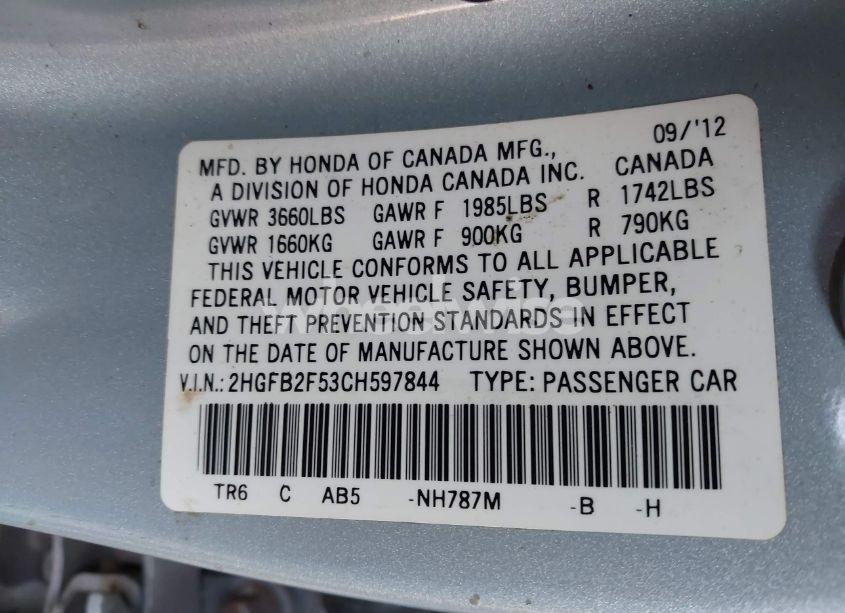 09/'12
MFD. BY HONDA OF CANADA MFG.,
A DIVISION OF HONDA CANADA INC. CANADA
GVWR 3660LBS GAWR F 1985LBS R 1742LBS
GVWR 1660KG GAWR F 900KG R 790KG
THIS VEHICLE CONFORMS TO ALL APPLICABLE
FEDERAL MOTOR VEHICLE SAFETY, BUMPER,
AND THEFT PREVENTION STANDARDS IN EFFECT
ON THE DATE OF MANUFACTURE SHOWN ABOVE.
V.I.N.: 2HGFB2F53CH597844 TYPE: PASSENGER CAR
TR6 C AB5 -NH787M -B -H
wheelwise